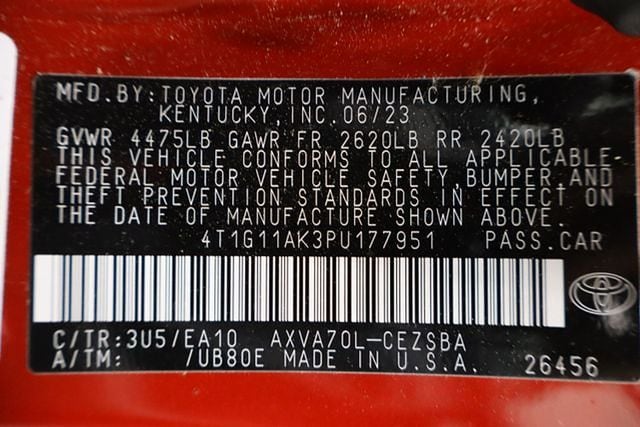 MFD.BY:TOYOTA MOTOR MANUFACTURING,
KENTUCKY,INC.06/23
GVWR 4475LB GAWR FR 2620LB RR 2420LB
THIS VEHICLE CONFORMS TO ALL APPLICABLE-
FEDERAL MOTOR VEHICLE SAFETY,BUMPER,AND
THEFT PREVENTION STANDARDS IN EFFECT ON
THE DATE OF MANUFACTURE SHOWN ABOVE.
4T1G11AK3PU177951 PASS.CAR
C/TR:3U5/EA10 AXVA70L-CEZSBA
A/TM: /UB80E MADE IN U.S.A. 26456